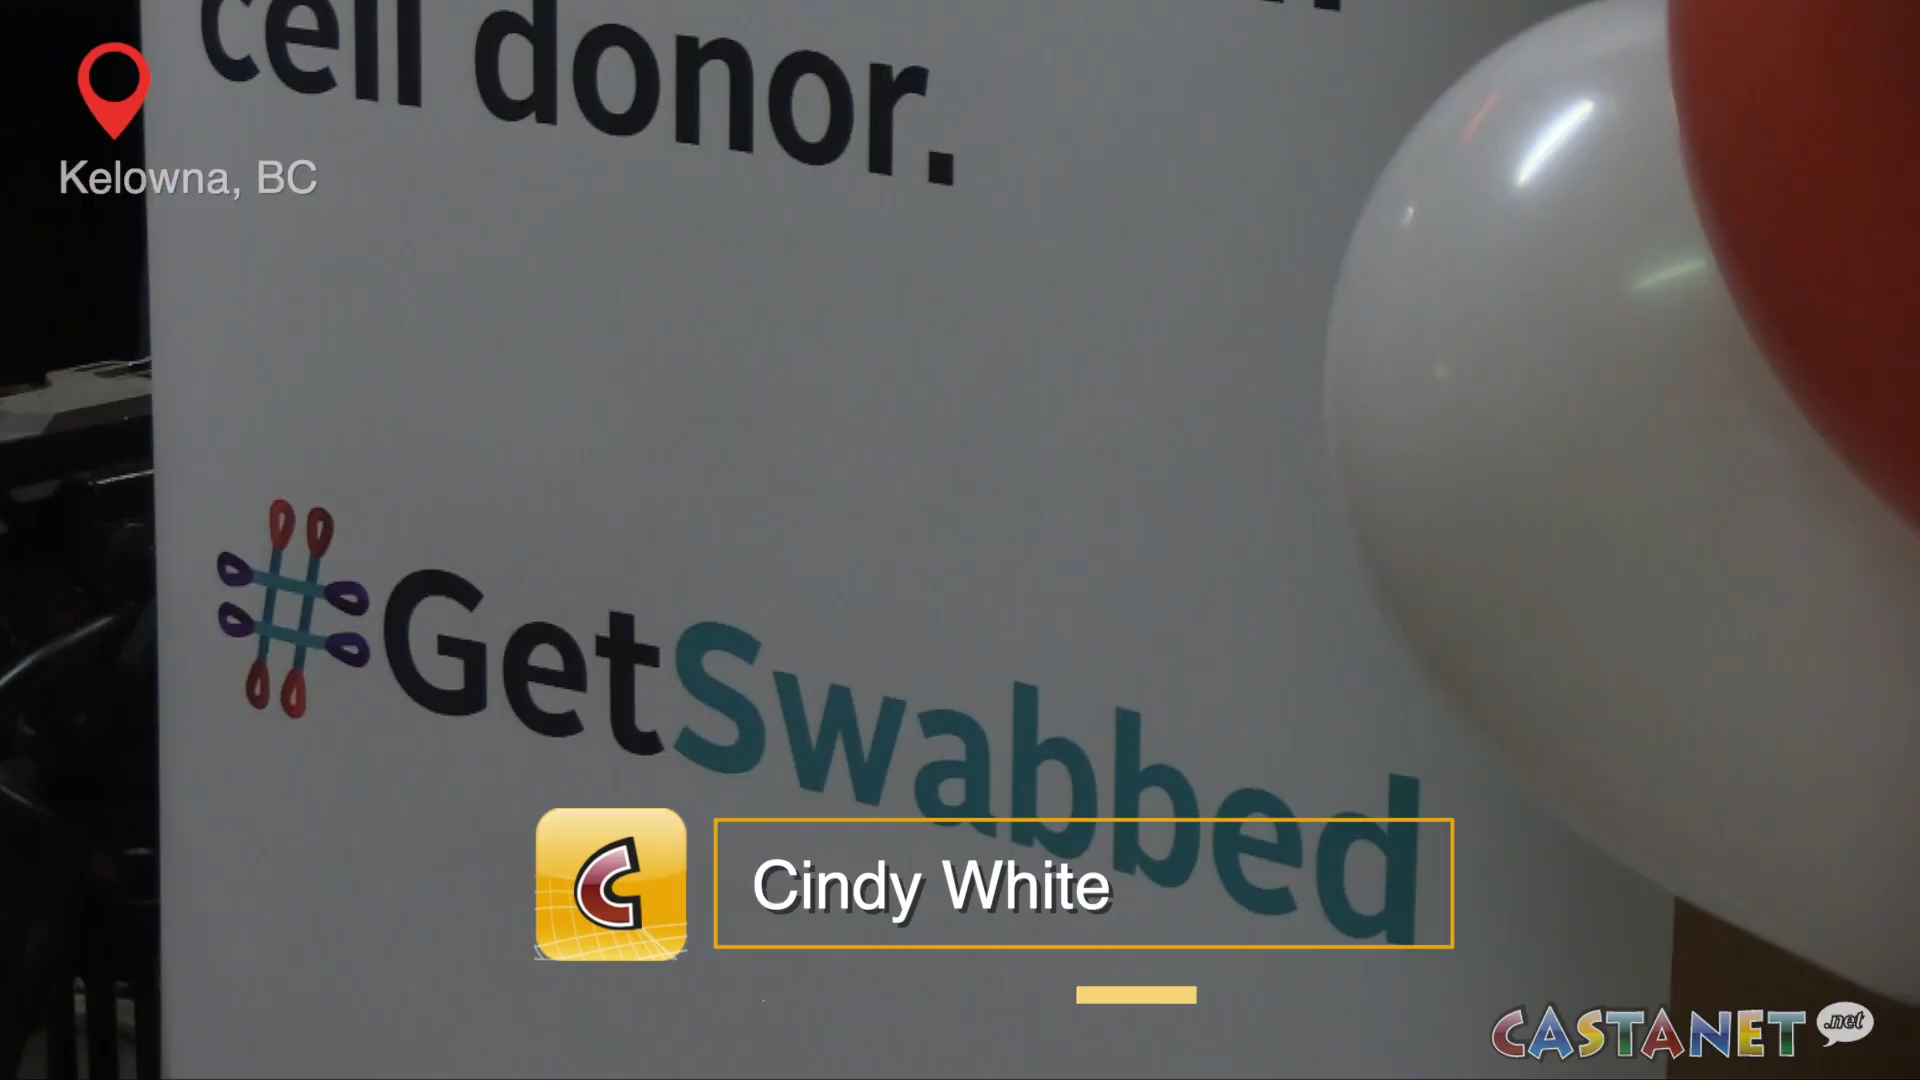 cell donor.
Kelowna, BC
#GetSwabbed
Cindy White
CASTANET .net